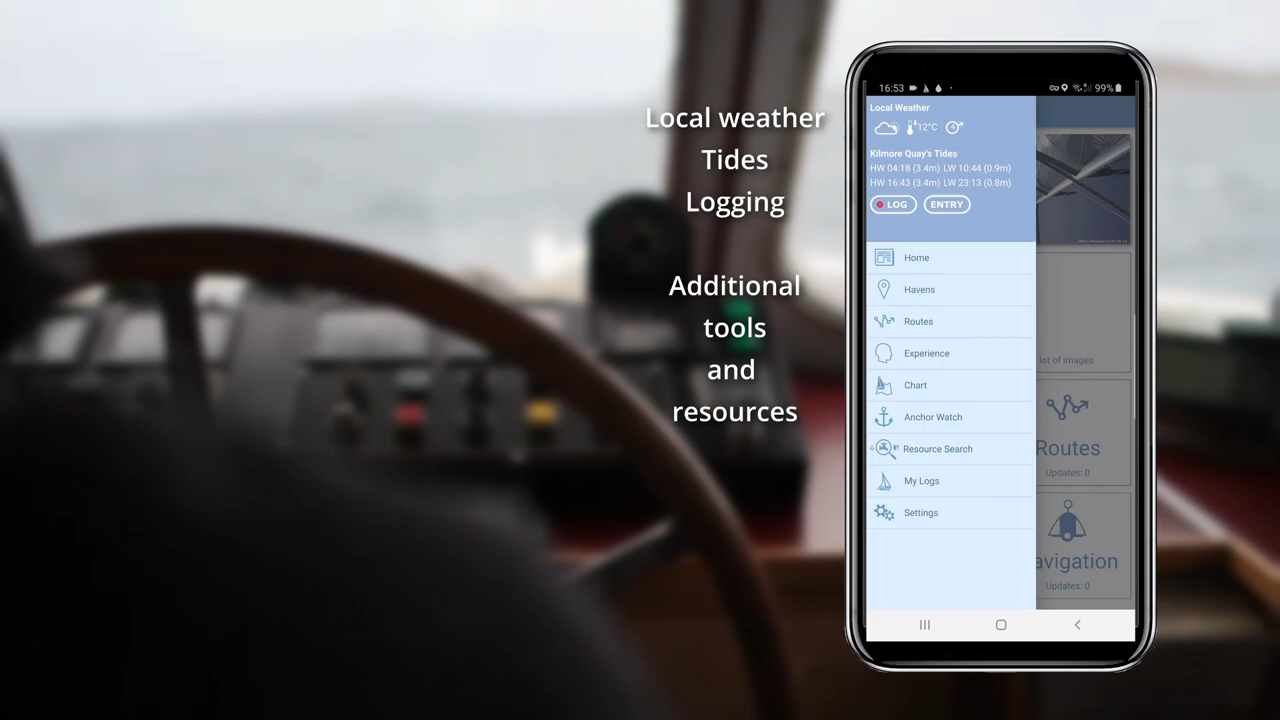 Local weather
Tides
Logging
Additional
tools
and
resources
16:53
99%
Local Weather
12°C
Kilmore Quay's Tides
HW 04:18 (3.4m) LW 10:44 (0.9m)
HW 16:43 (3.4m) LW 23:13 (0.8m)
LOG ENTRY
Home
Havens
Routes
Experience
Chart
Anchor Watch
Resource Search
My Logs
Settings
lot of images
Routes
Updates: 0
avigation
Updates: 0